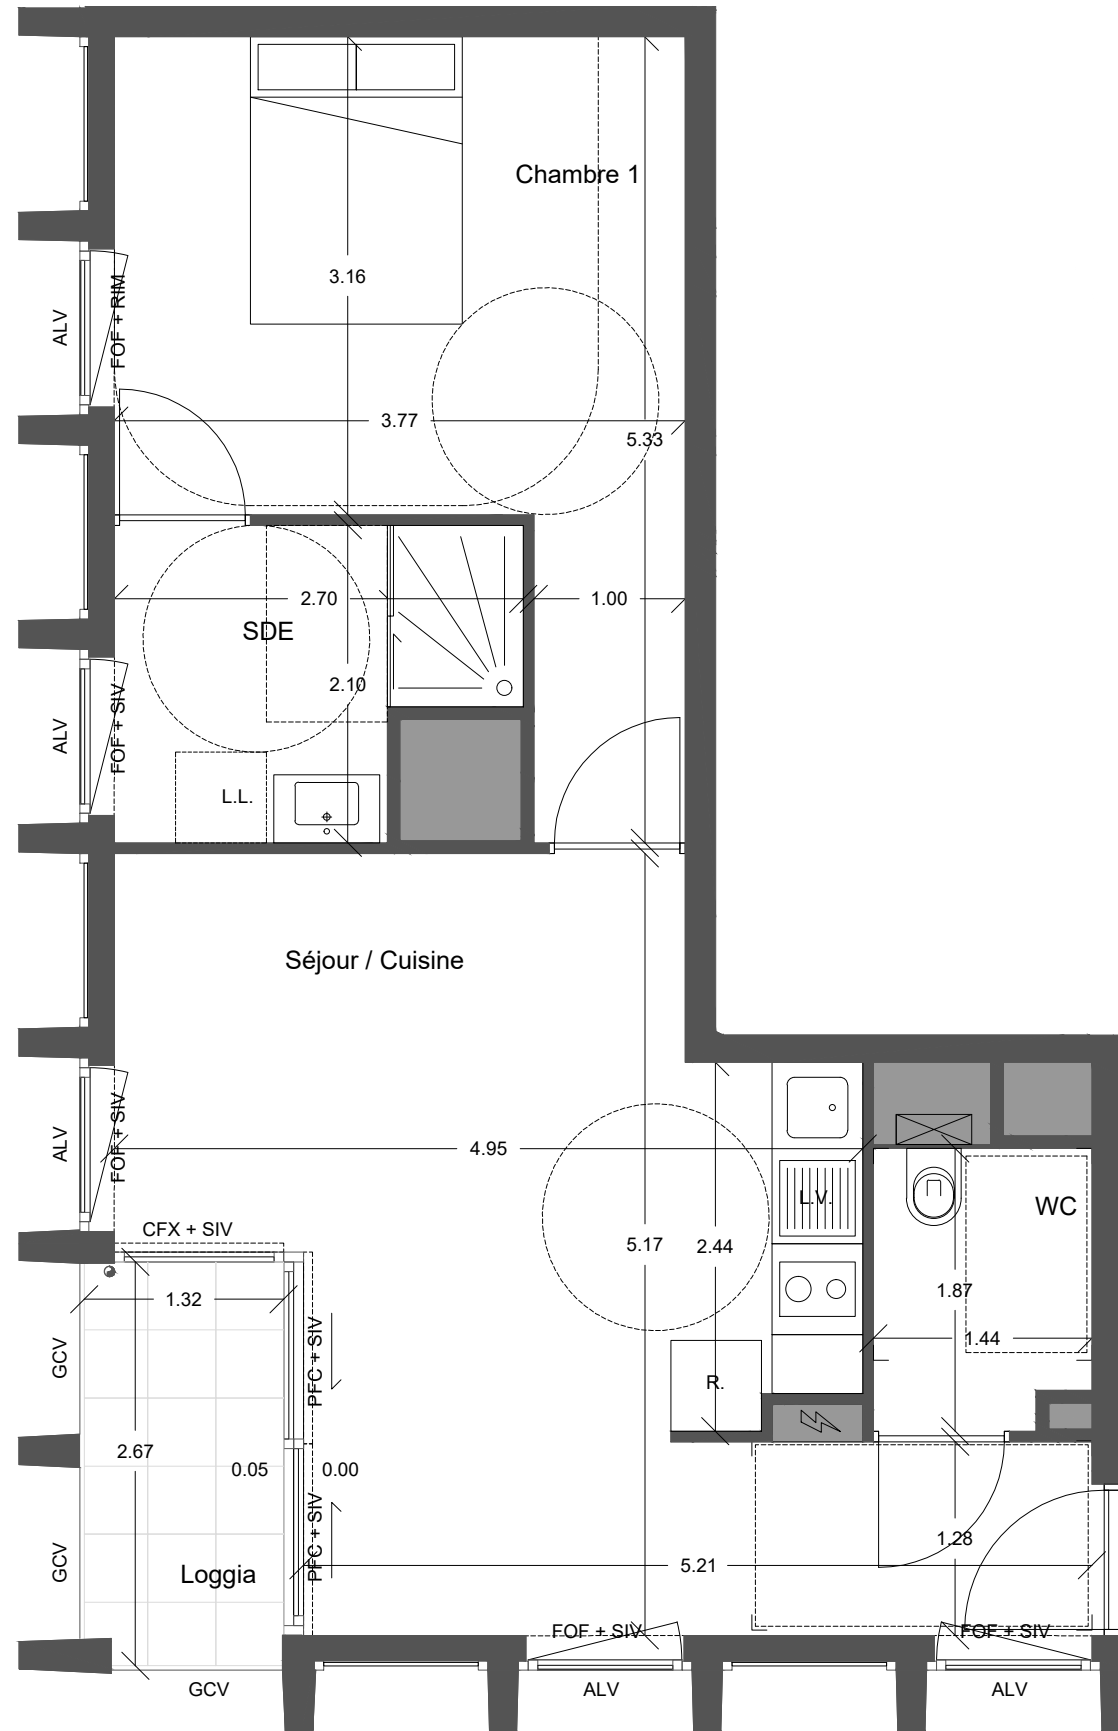 Chambre 1
3.16
ALV
FOF + RIM
3.77
5.33
2.70
1.00
SDE
2.10
ALV
FOF + SIV
L.L.
Séjour / Cuisine
ALV
FOF + SIV
4.95
L.V.
WC
CFX + SIV
5.17
2.44
1.87
1.32
GCV
PFC + SIV
1.44
R.
2.67
0.05
0.00
GCV
PFC + SIV
1.28
5.21
Loggia
FOF + SIV
FOF + SIV
GCV
ALV
ALV